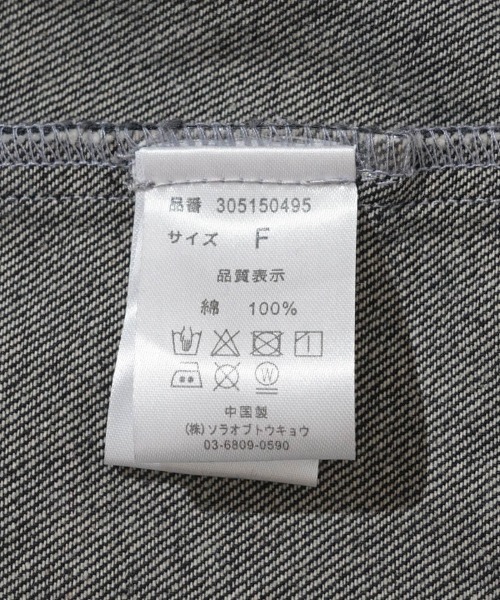 品番 305150495
サイズ F
品質表示
綿 100%
中国製
(株)ソラオブトウキョウ
03-6809-0590